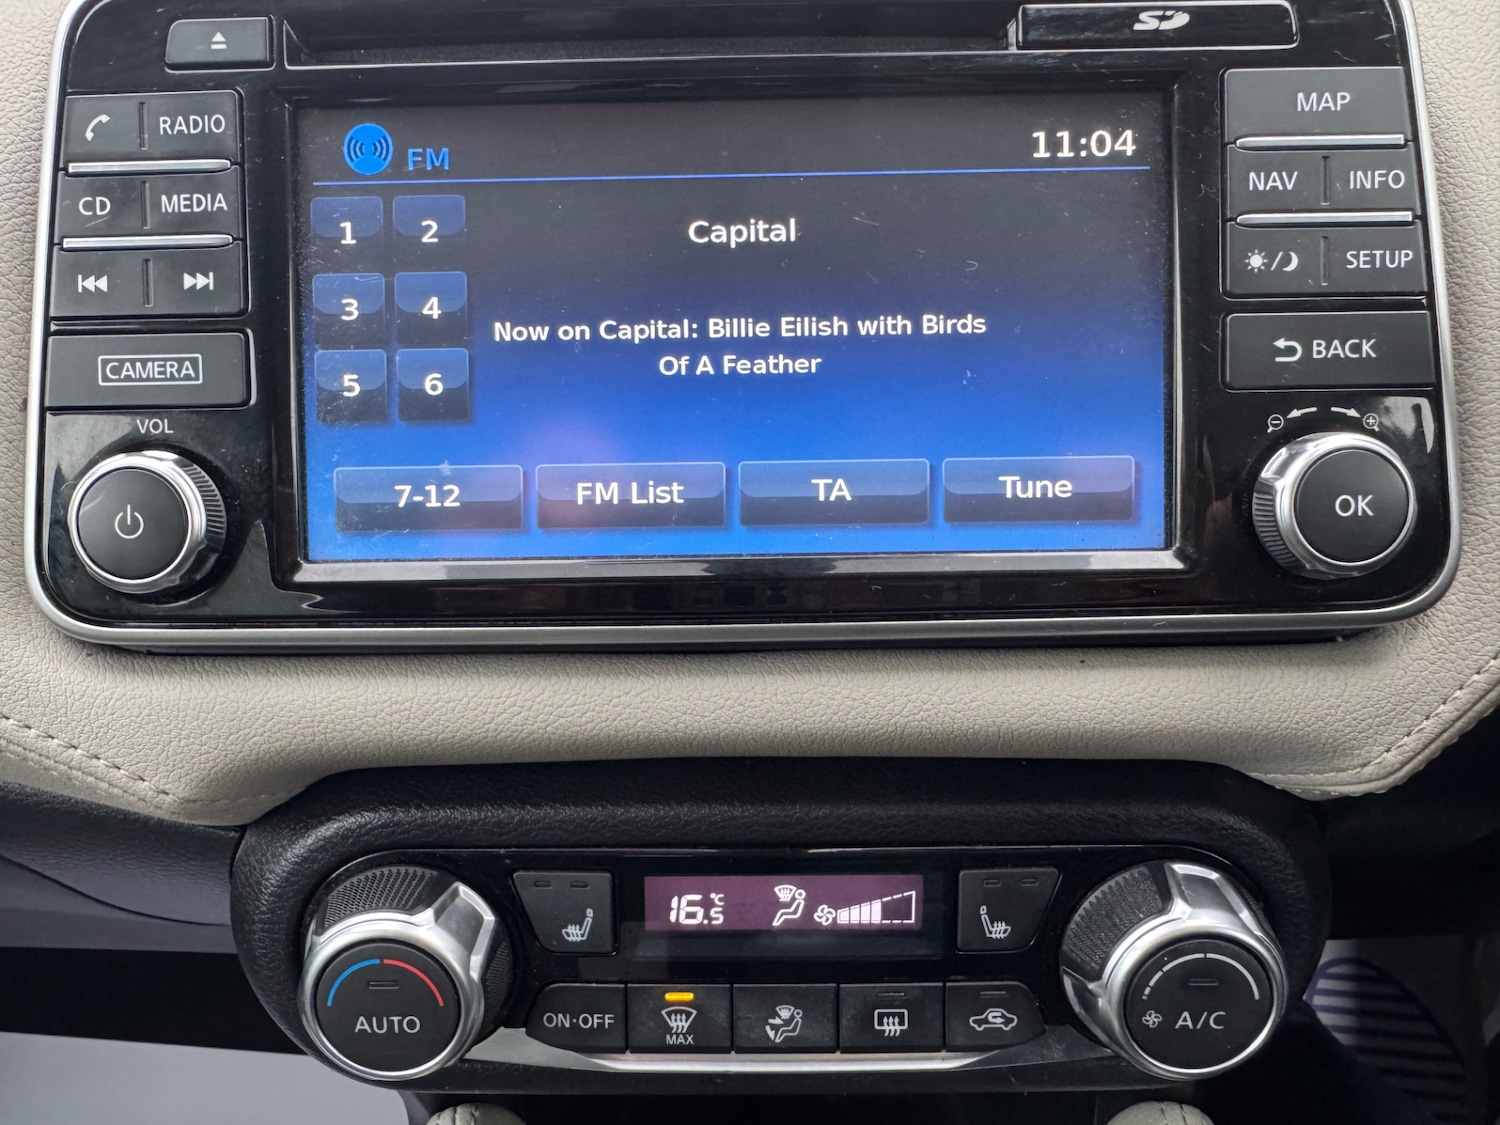 SD
RADIO
MAP
FM
11:04
CD
MEDIA
NAV
INFO
1
2
Capital
3
4
SETUP
Now on Capital: Billie Eilish with Birds
Of A Feather
5
6
CAMERA
BACK
VOL
7-12
FM List
TA
Tune
OK
16.5°C
AUTO
ON·OFF
MAX
A/C